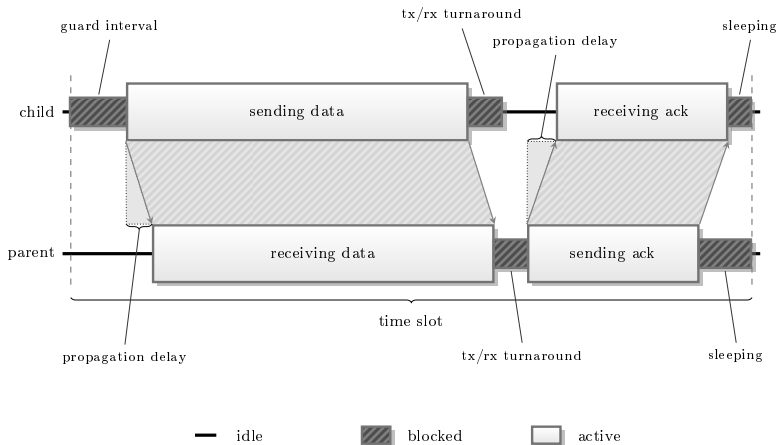 tx/rx turnaround
guard interval
sleeping
propagation delay
child
sending data
receiving ack
parent
receiving data
sending ack
time slot
propagation delay
tx/rx turnaround
sleeping
idle
blocked
active